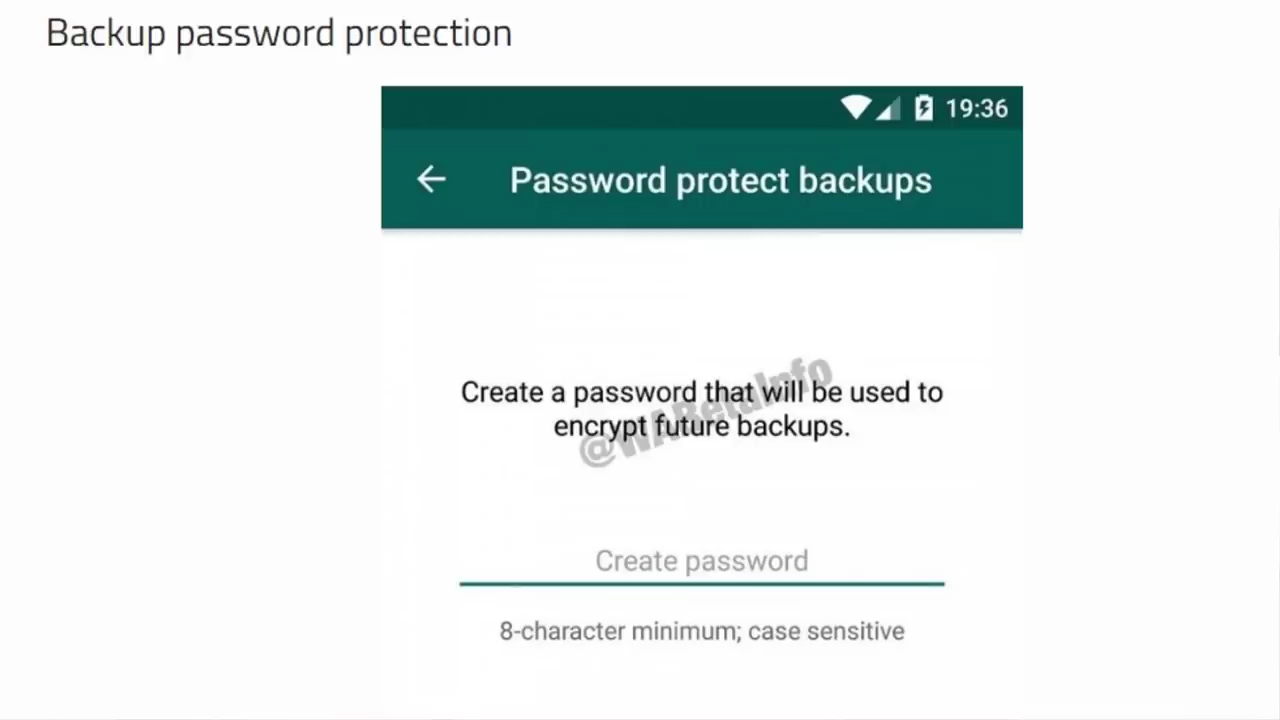 Backup password protection
19:36
Password protect backups
Create a password that will be used to
encrypt future backups.
@WABetaInfo
Create password
8-character minimum; case sensitive